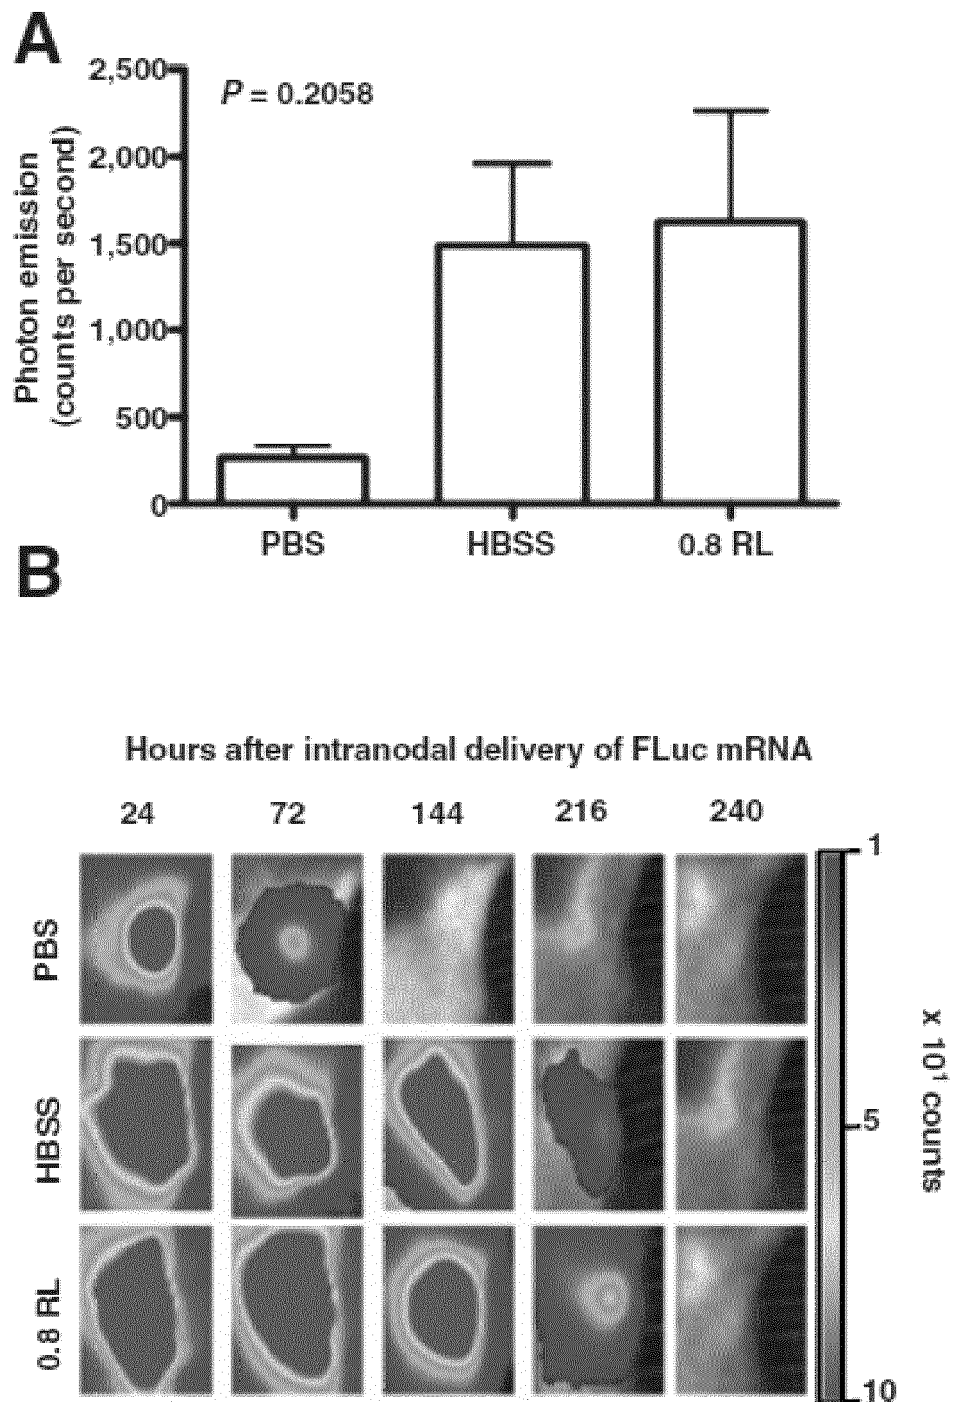 A
2,500
P = 0.2058
2,000
1,500
1,000
500
0
Photon emission
(counts per second)
PBS
HBSS
0.8 RL
B
Hours after intranodal delivery of FLuc mRNA
24
72
144
216
240
PBS
HBSS
0.8 RL
1
5
10
x 10¹ counts